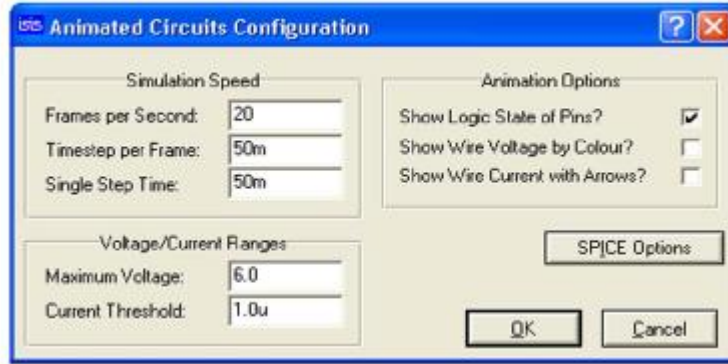 isis Animated Circuits Configuration
Simulation Speed
Frames per Second: 20
Timestep per Frame: 50m
Single Step Time: 50m
Voltage/Current Ranges
Maximum Voltage: 6.0
Current Threshold: 1.0u
Animation Options
Show Logic State of Pins?
Show Wire Voltage by Colour?
Show Wire Current with Arrows?
SPICE Options
OK Cancel